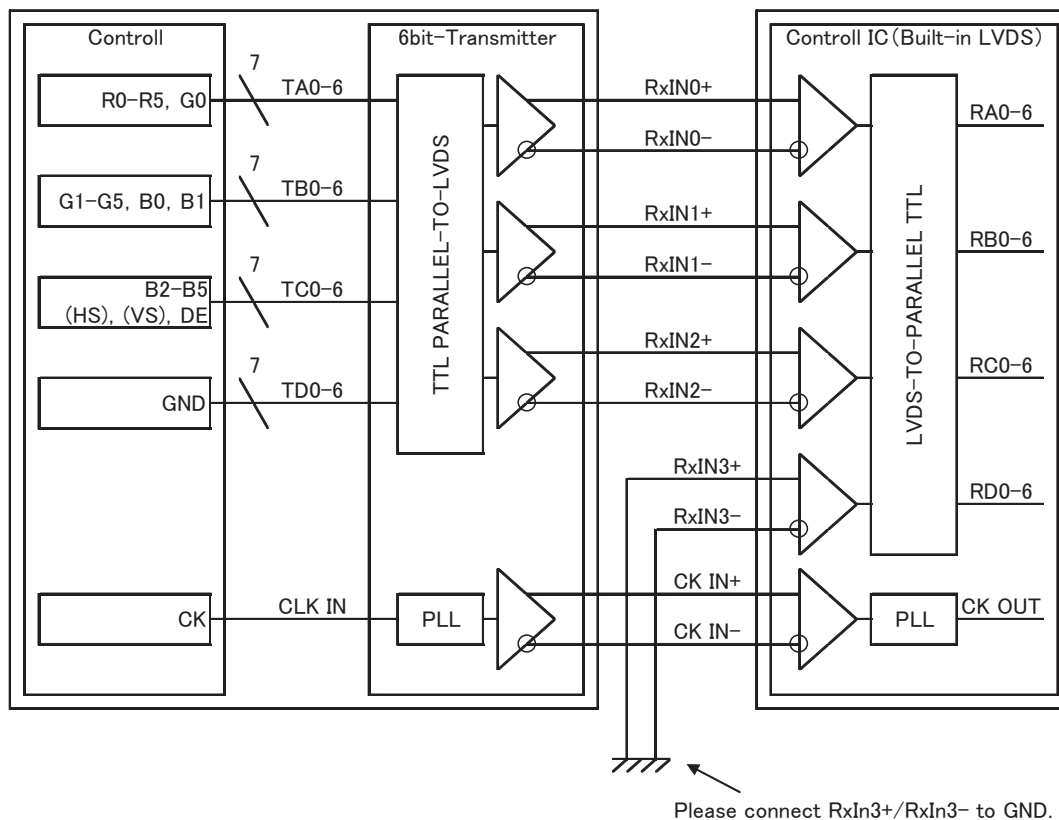 Controll
6bit-Transmitter
Controll IC(Built-in LVDS)
R0-R5, G0
7
TA0-6
RxIN0+
RxIN0-
RA0-6
G1-G5, B0, B1
7
TB0-6
RxIN1+
RxIN1-
RB0-6
B2-B5
(HS), (VS), DE
7
TC0-6
RxIN2+
RxIN2-
RC0-6
GND
7
TD0-6
TTL PARALLEL-TO-LVDS
LVDS-TO-PARALLEL TTL
RxIN3+
RxIN3-
RD0-6
CK
CLK IN
PLL
CK IN+
CK IN-
PLL
CK OUT
Please connect RxIn3+/RxIn3- to GND.